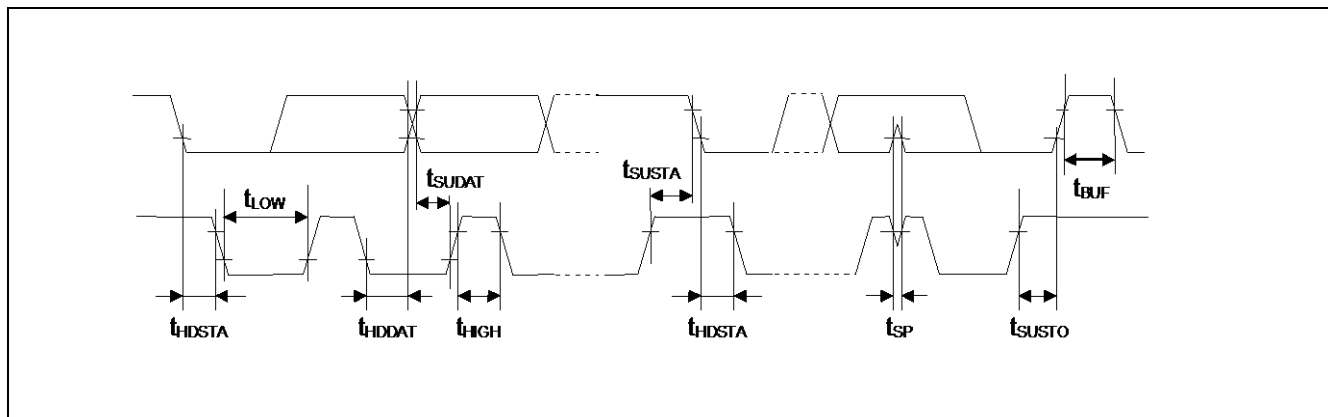 tSUDAT
tSUSTA
tLOW
tBUF
tHDSTA
tHDDAT
tHIGH
tHDSTA
tSP
tSUSTO